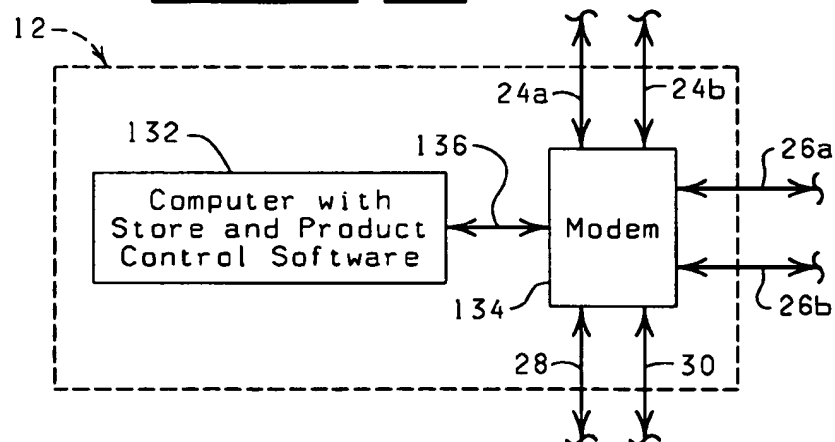 12
24a
24b
132
136
26a
Computer with
Store and Product
Control Software
Modem
134
26b
28
30